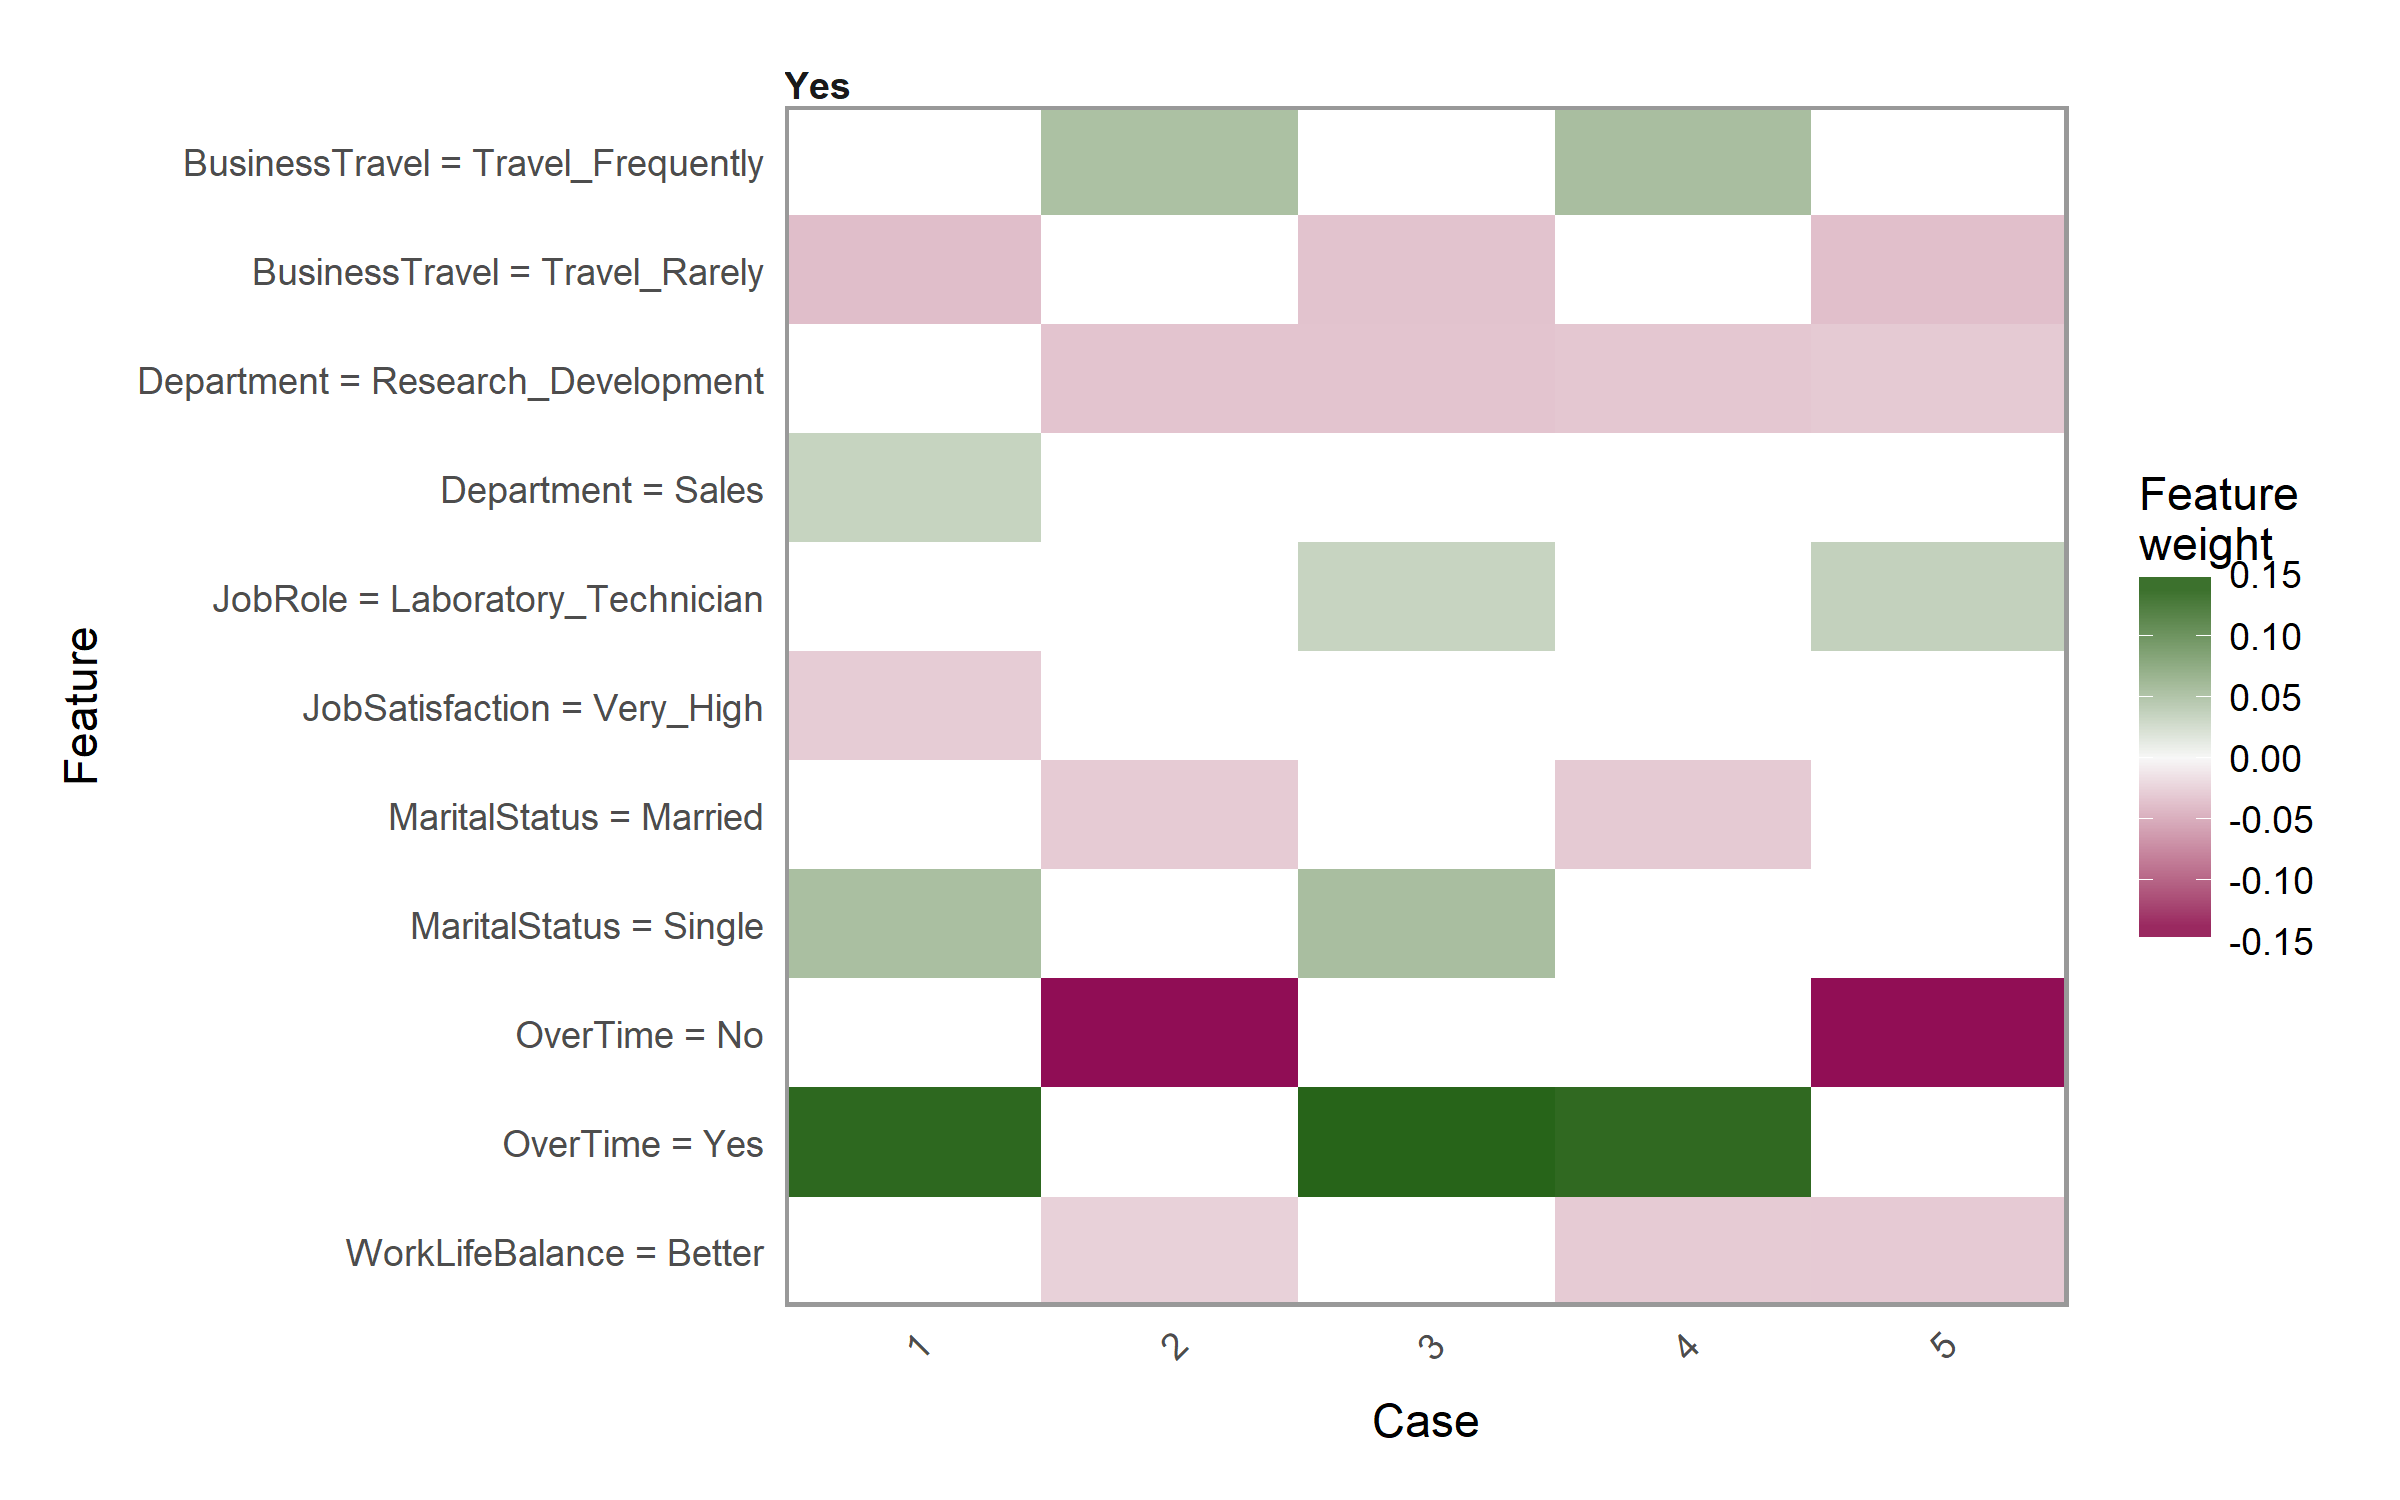 Yes
BusinessTravel = Travel_Frequently
BusinessTravel = Travel_Rarely
Department = Research_Development
Department = Sales
JobRole = Laboratory_Technician
JobSatisfaction = Very_High
MaritalStatus = Married
MaritalStatus = Single
OverTime = No
OverTime = Yes
WorkLifeBalance = Better
Feature
1
2
3
4
5
Case
Feature
weight
0.15
0.10
0.05
0.00
-0.05
-0.10
-0.15